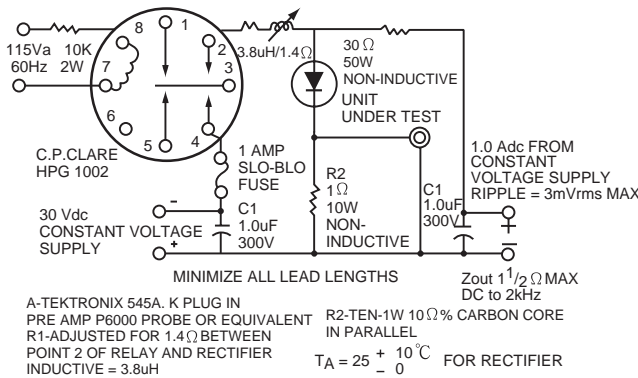 115Va
60Hz
10K
2W
8
1
2
7
3
6
5
4
C.P.CLARE
HPG 1002
3.8uH/1.4Ω
30 Ω
50W
NON-INDUCTIVE
UNIT
UNDER TEST
1 AMP
SLO-BLO
FUSE
R2
1Ω
10W
NON-
INDUCTIVE
C1
1.0uF
300V
1.0 Adc FROM
CONSTANT
VOLTAGE SUPPLY
RIPPLE = 3mVrms MAX
30 Vdc
CONSTANT VOLTAGE
SUPPLY
-
+
C1
1.0uF
300V
+
-
MINIMIZE ALL LEAD LENGTHS
Zout 1 1/2 Ω MAX
DC to 2kHz
A-TEKTRONIX 545A. K PLUG IN
PRE AMP P6000 PROBE OR EQUIVALENT
R1-ADJUSTED FOR 1.4Ω BETWEEN
POINT 2 OF RELAY AND RECTIFIER
INDUCTIVE = 3.8uH
R2-TEN-1W 10Ω% CARBON CORE
IN PARALLEL
TA = 25 + 10℃ - 0 FOR RECTIFIER